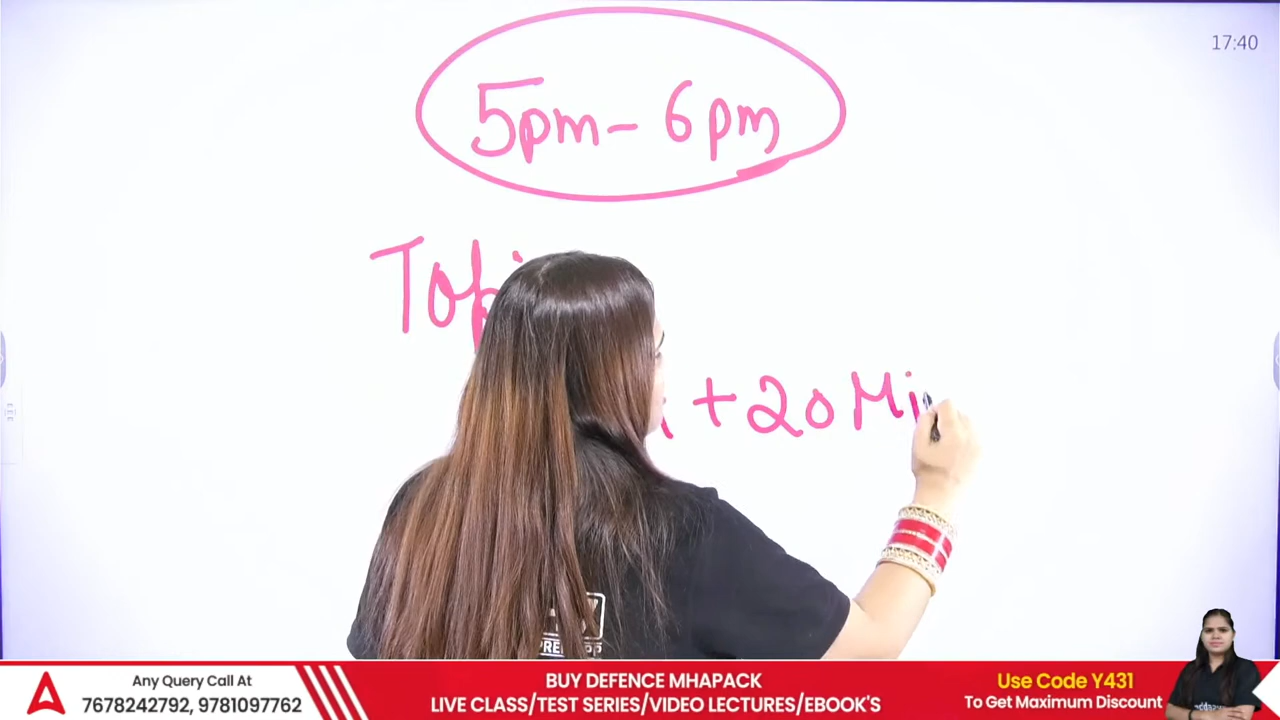 17:40
5pm - 6pm
+20 Mi
Any Query Call At
7678242792, 9781097762
BUY DEFENCE MHAPACK
LIVE CLASS/TEST SERIES/VIDEO LECTURES/EBOOK'S
Use Code Y431
To Get Maximum Discount